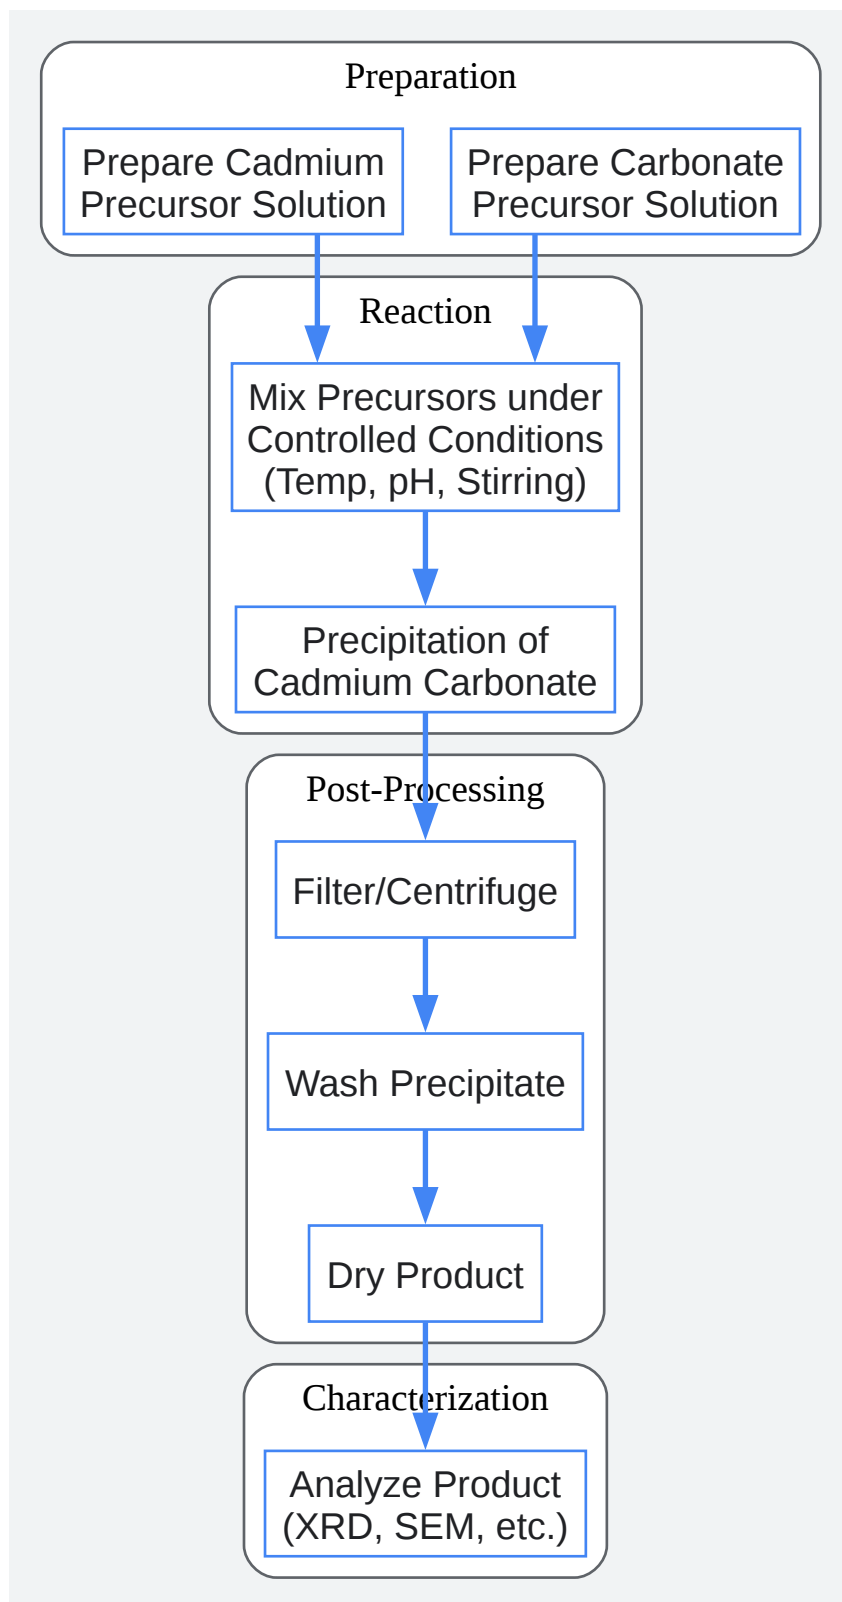 Preparation
Prepare Cadmium
Precursor Solution
Prepare Carbonate
Precursor Solution
Reaction
Mix Precursors under
Controlled Conditions
(Temp, pH, Stirring)
Precipitation of
Cadmium Carbonate
Post-Processing
Filter/Centrifuge
Wash Precipitate
Dry Product
Characterization
Analyze Product
(XRD, SEM, etc.)